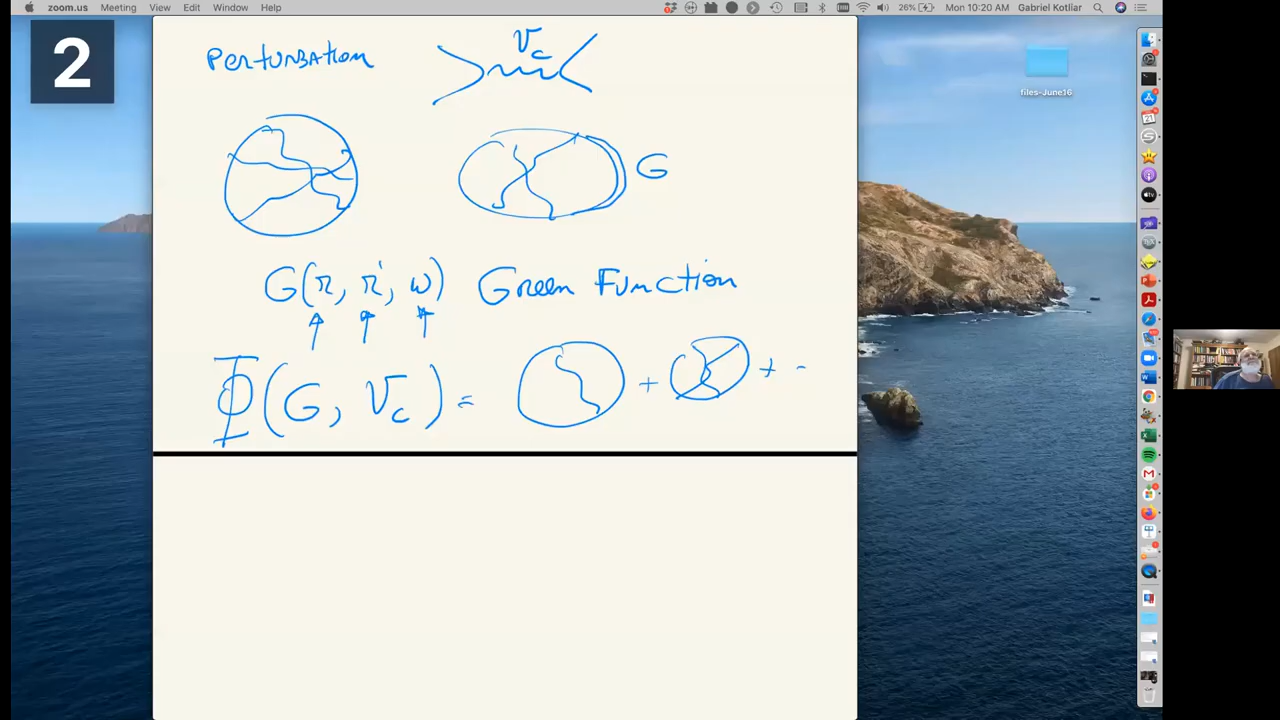 zoom.us Meeting View Edit Window Help 26% Mon 10:20 AM Gabriel Kotliar
2
Perturbation
V_c
files-June16
G
G(r, r', ω) Green Function
Φ(G, V_c) = + + -